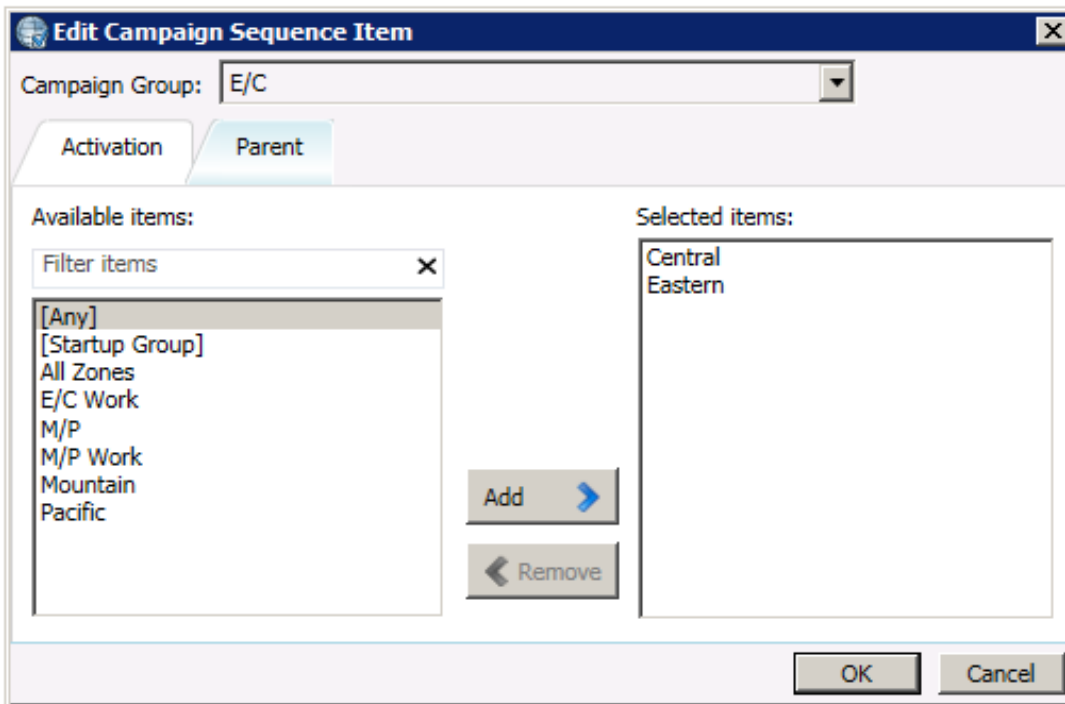 Edit Campaign Sequence Item
Campaign Group: E/C
Activation Parent
Available items:
Filter items
[Any]
[Startup Group]
All Zones
E/C Work
M/P
M/P Work
Mountain
Pacific
Add
Remove
Selected items:
Central
Eastern
OK Cancel